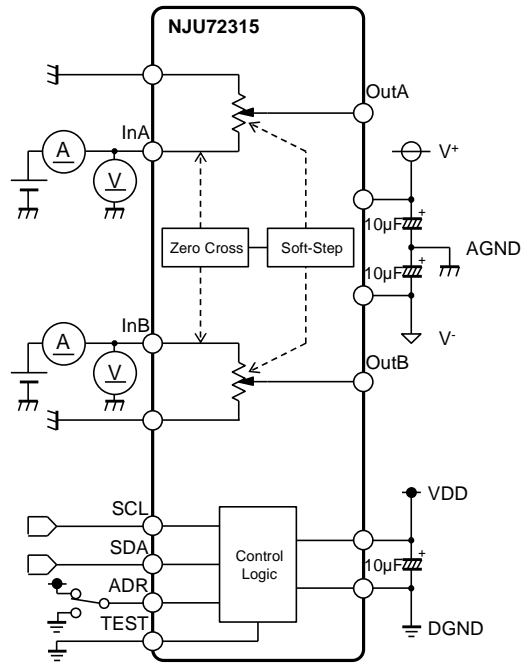 NJU72315
OutA
InA
A
V
V+
10µF
+
Zero Cross
Soft-Step
AGND
10µF
+
InB
V-
A
V
OutB
VDD
SCL
SDA
Control
Logic
10µF
+
ADR
TEST
DGND